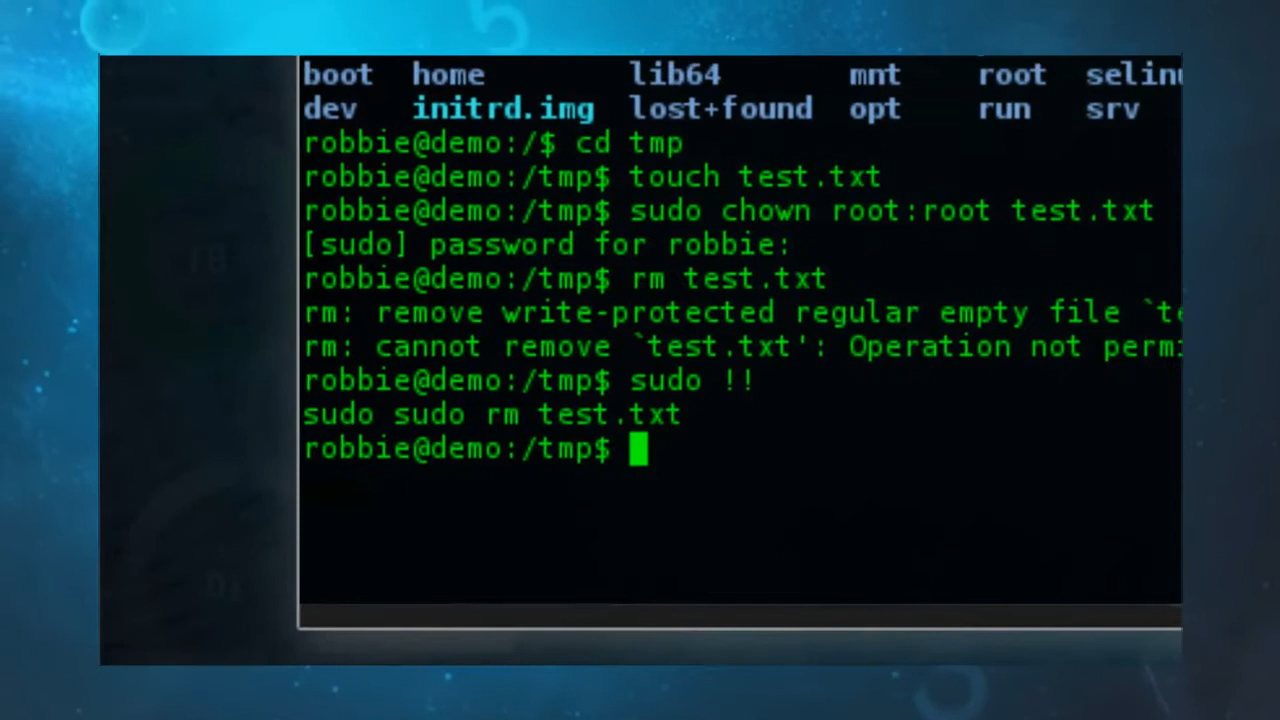 boot home lib64 mnt root
dev initrd.img lost+found opt run srv
robbie@demo:/$ cd tmp
robbie@demo:/tmp$ touch test.txt
robbie@demo:/tmp$ sudo chown root:root test.txt
[sudo] password for robbie:
robbie@demo:/tmp$ rm test.txt
rm: remove write-protected regular empty file
rm: cannot remove `test.txt': Operation not
robbie@demo:/tmp$ sudo !!
sudo sudo rm test.txt
robbie@demo:/tmp$